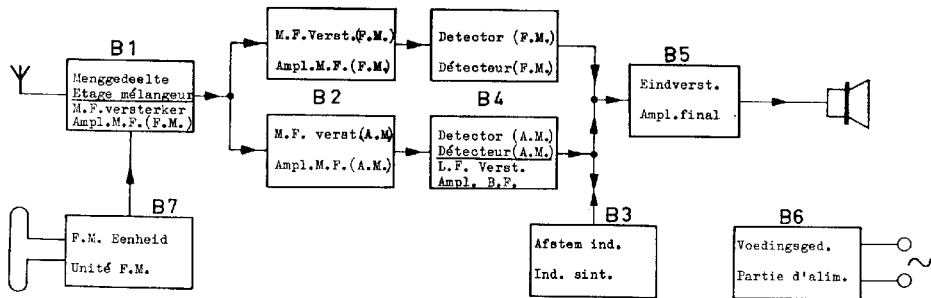 B1
Menggedeelte
Etage mélangeur
M.F.versterker
Ampl.M.F.(F.M.)
M.F.Verst.(F.M.)
Ampl.M.F.(F.M.)
B2
M.F. verst(A.M)
Ampl.M.F.(A.M.)
Detector (F.M.)
Détecteur(F.M.)
B4
Detector (A.M.)
Détecteur(A.M.)
L.F. Verst.
Ampl. B.F.
B5
Eindverst.
Ampl.final
B7
F.M. Eenheid
Unité F.M.
B3
Afstem ind.
Ind. sint.
B6
Voedingsged.
Partie d'alim.
~